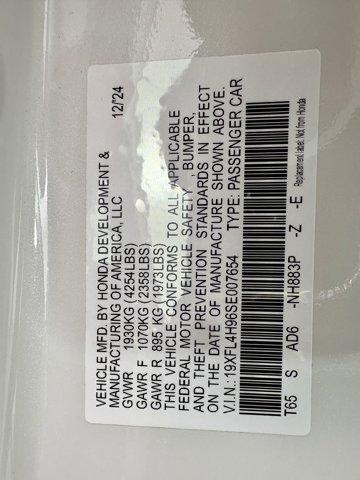 VEHICLE MFD. BY HONDA DEVELOPMENT &
MANUFACTURING OF AMERICA, LLC 12/*24
GVWR 1930KG (4254LBS)
GAWR F 1070KG (2358LBS)
GAWR R 895 KG (1973LBS)
THIS VEHICLE CONFORMS TO ALL APPLICABLE
FEDERAL MOTOR VEHICLE SAFETY , BUMPER,
AND THEFT PREVENTION STANDARDS IN EFFECT
ON THE DATE OF MANUFACTURE SHOWN ABOVE.
V.I.N.:19XFL4H96SE007654 TYPE: PASSENGER CAR
T65 S AD6 -NH883P -Z -E Replacement label: Not from Honda